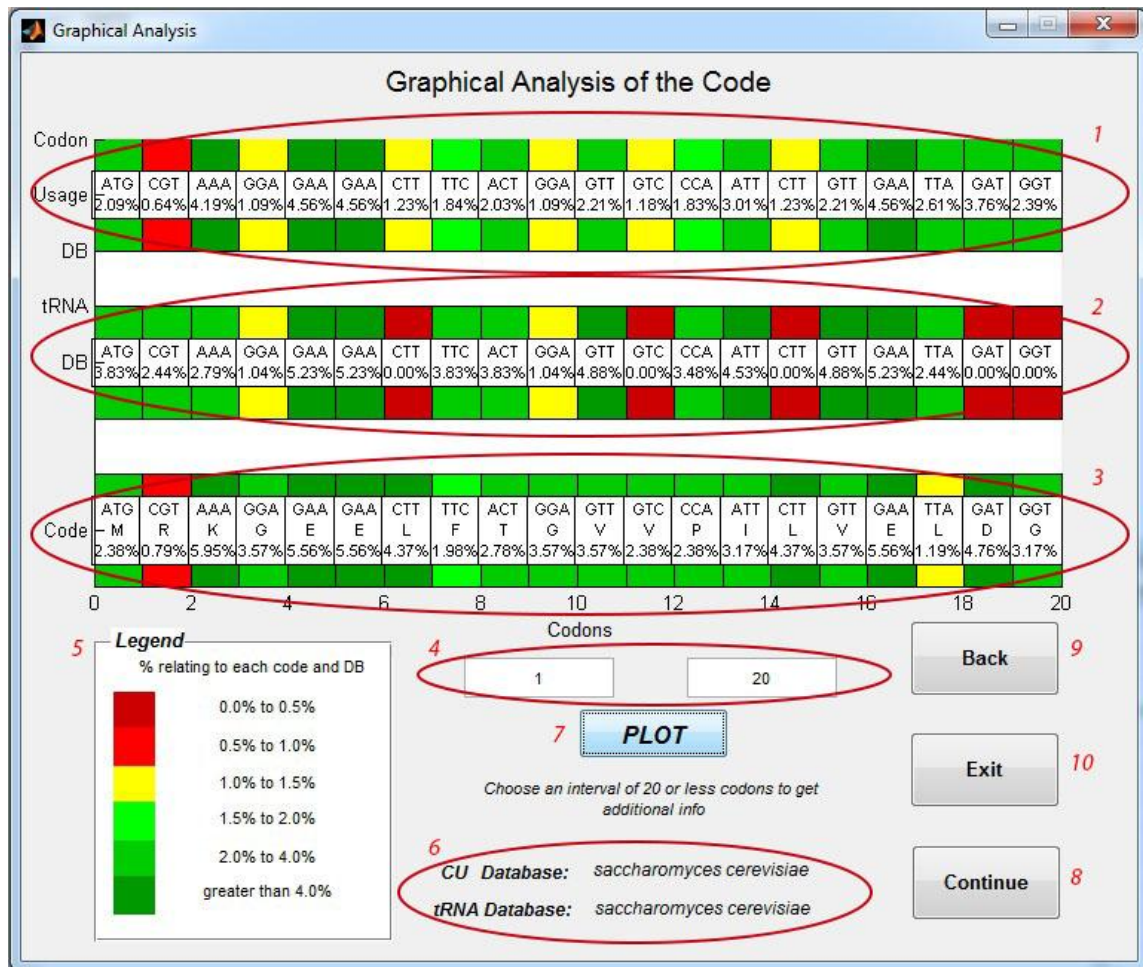 Graphical Analysis
Graphical Analysis of the Code
1
Codon
Usage
ATG CGT AAA GGA GAA GAA CTT TTC ACT GGA GTT GTC CCA ATT CTT GTT GAA TTA GAT GGT
2.09% 0.64% 4.19% 1.09% 4.56% 4.56% 1.23% 1.84% 2.03% 1.09% 2.21% 1.18% 1.83% 3.01% 1.23% 2.21% 4.56% 2.61% 3.76% 2.39%
DB
tRNA
2
DB
ATG CGT AAA GGA GAA GAA CTT TTC ACT GGA GTT GTC CCA ATT CTT GTT GAA TTA GAT GGT
3.83% 2.44% 2.79% 1.04% 5.23% 5.23% 0.00% 3.83% 3.83% 1.04% 4.88% 0.00% 3.48% 4.53% 0.00% 4.88% 5.23% 2.44% 0.00% 0.00%
3
Code
ATG CGT AAA GGA GAA GAA CTT TTC ACT GGA GTT GTC CCA ATT CTT GTT GAA TTA GAT GGT
M R K G E E L F T G V V P I L V E L D G
2.38% 0.79% 5.95% 3.57% 5.56% 5.56% 4.37% 1.98% 2.78% 3.57% 3.57% 2.38% 2.38% 3.17% 4.37% 3.57% 5.56% 1.19% 4.76% 3.17%
0 2 4 6 8 10 12 14 16 18 20
Codons
5
Legend
% relating to each code and DB
0.0% to 0.5%
0.5% to 1.0%
1.0% to 1.5%
1.5% to 2.0%
2.0% to 4.0%
greater than 4.0%
4
1 20
7
PLOT
Choose an interval of 20 or less codons to get
additional info
6
CU Database: saccharomyces cerevisiae
tRNA Database: saccharomyces cerevisiae
Back
9
Exit
10
Continue
8